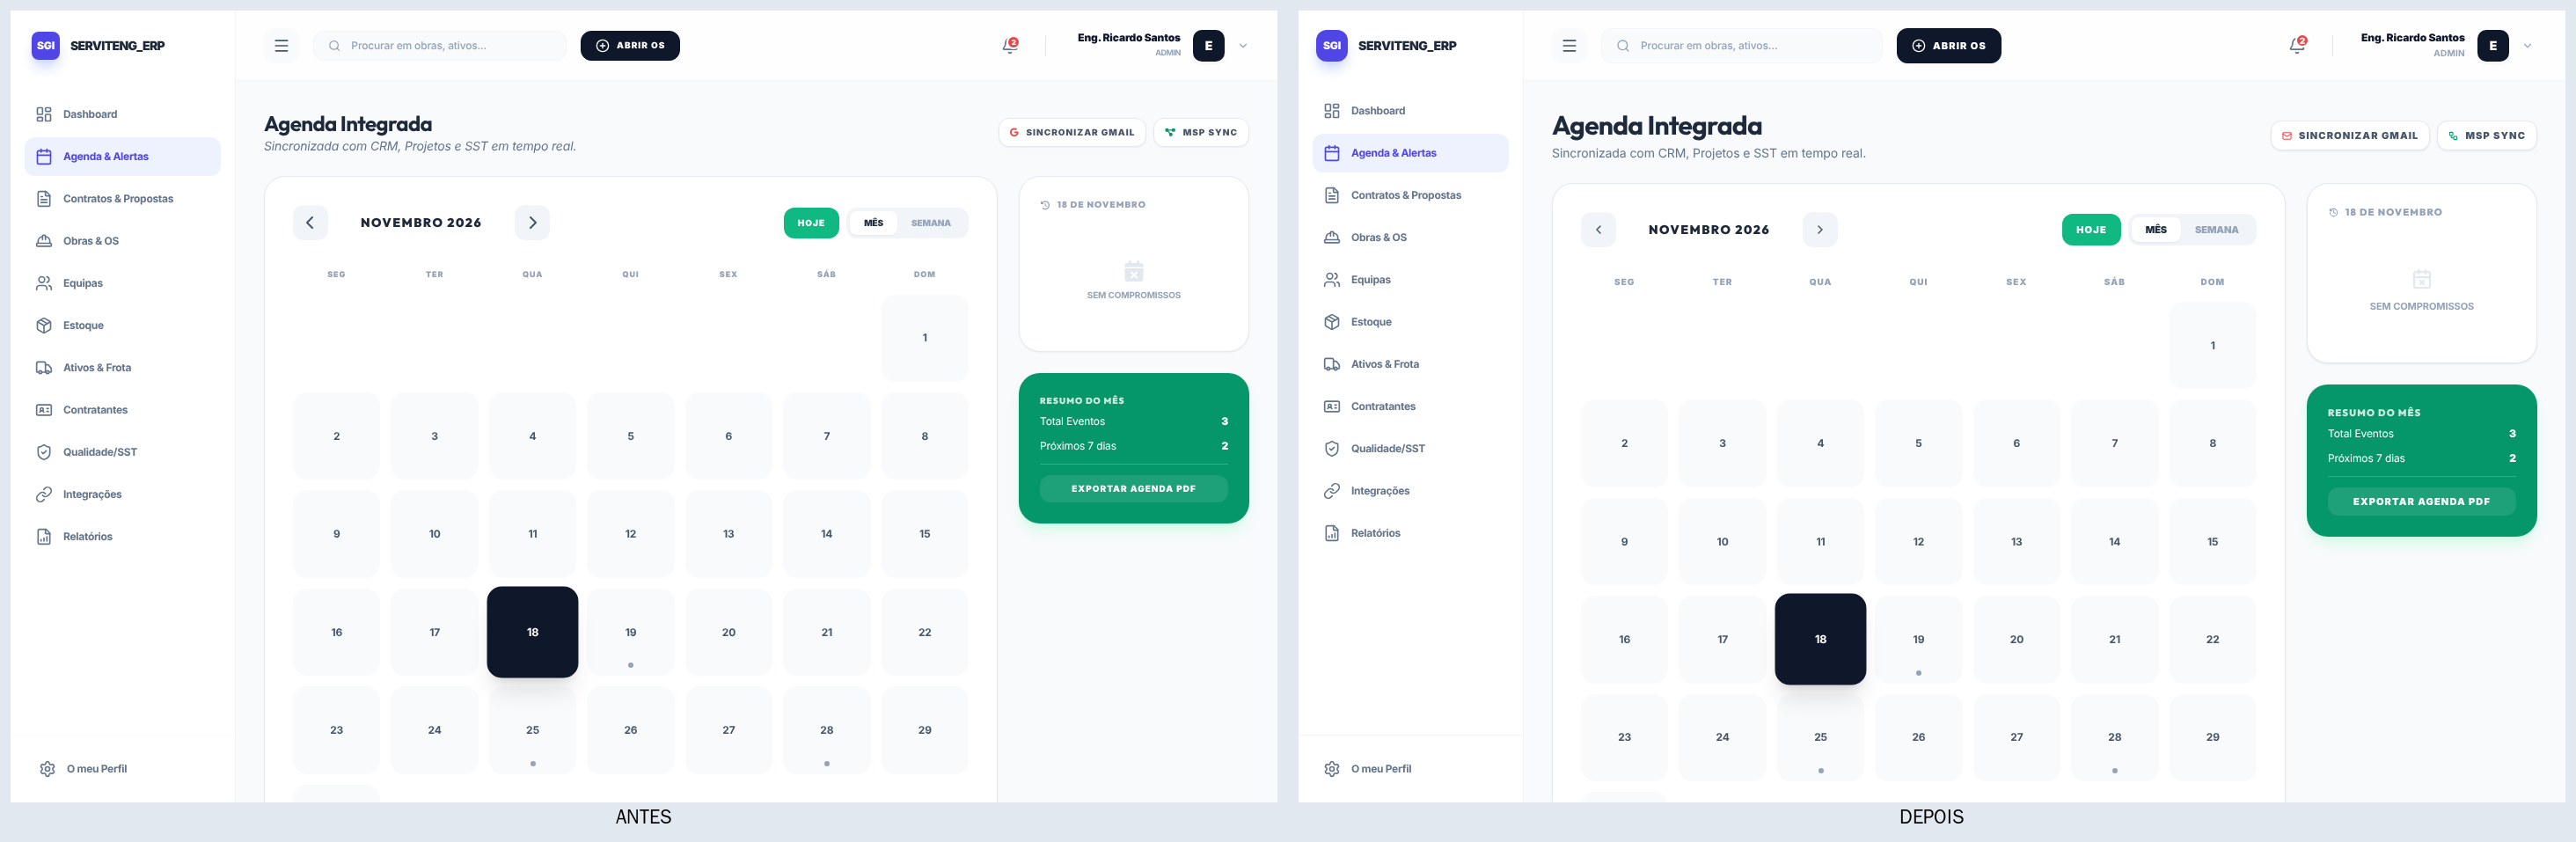 SGI SERVITENG_ERP
Procurar em obras, ativos...
ABRIR OS
2
Eng. Ricardo Santos
ADMIN
E
Dashboard
Agenda & Alertas
Contratos & Propostas
Obras & OS
Equipas
Estoque
Ativos & Frota
Contratantes
Qualidade/SST
Integrações
Relatórios
O meu Perfil
Agenda Integrada
Sincronizada com CRM, Projetos e SST em tempo real.
SINCRONIZAR GMAIL
MSP SYNC
NOVEMBRO 2026
HOJE MÊS SEMANA
SEG TER QUA QUI SEX SÁB DOM
1
2 3 4 5 6 7 8
9 10 11 12 13 14 15
16 17 18 19 20 21 22
23 24 25 26 27 28 29
18 DE NOVEMBRO
SEM COMPROMISSOS
RESUMO DO MÊS
Total Eventos 3
Próximos 7 dias 2
EXPORTAR AGENDA PDF
ANTES
SGI SERVITENG_ERP
Procurar em obras, ativos...
ABRIR OS
2
Eng. Ricardo Santos
ADMIN
E
Dashboard
Agenda & Alertas
Contratos & Propostas
Obras & OS
Equipas
Estoque
Ativos & Frota
Contratantes
Qualidade/SST
Integrações
Relatórios
O meu Perfil
Agenda Integrada
Sincronizada com CRM, Projetos e SST em tempo real.
SINCRONIZAR GMAIL
MSP SYNC
NOVEMBRO 2026
HOJE MÊS SEMANA
SEG TER QUA QUI SEX SÁB DOM
1
2 3 4 5 6 7 8
9 10 11 12 13 14 15
16 17 18 19 20 21 22
23 24 25 26 27 28 29
18 DE NOVEMBRO
SEM COMPROMISSOS
RESUMO DO MÊS
Total Eventos 3
Próximos 7 dias 2
EXPORTAR AGENDA PDF
DEPOIS